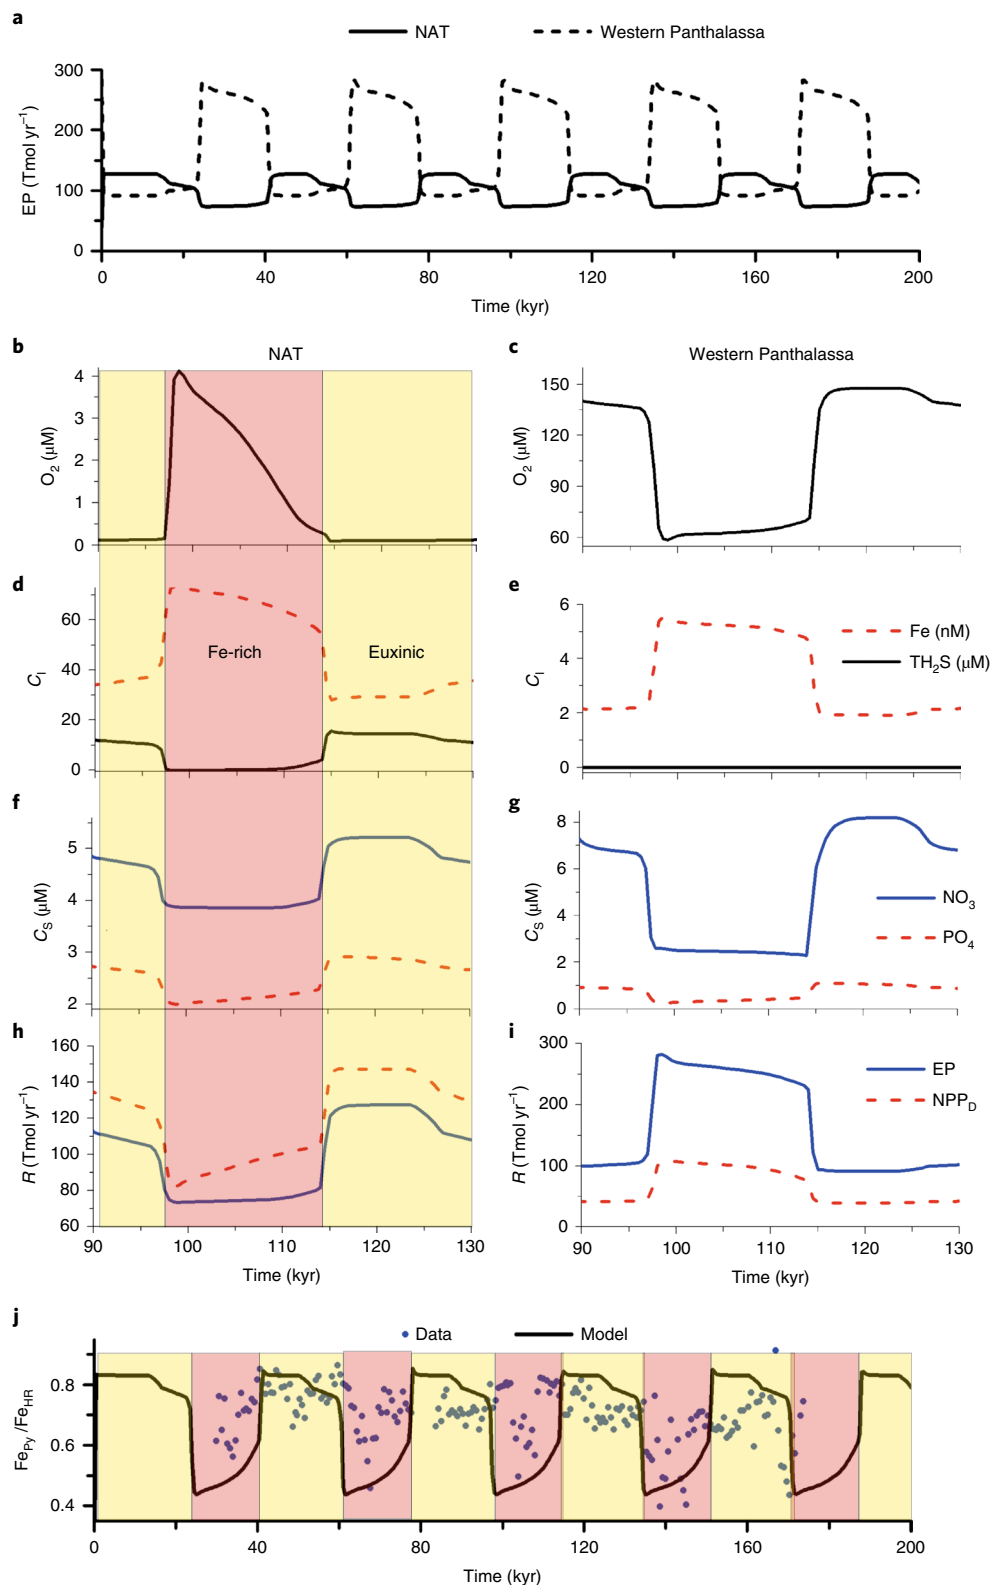 a
NAT
Western Panthalassa
300
200
100
0
EP (Tmol yr⁻¹)
0 40 80 120 160 200
Time (kyr)
b
NAT
4
3
2
1
0
O₂ (μM)
c
Western Panthalassa
150
120
90
60
O₂ (μM)
d
60
40
20
0
C_I
Fe-rich
Euxinic
e
6
4
2
0
C_I
Fe (nM)
TH₂S (μM)
f
5
4
3
2
C_S (μM)
g
8
6
4
2
0
C_S (μM)
NO₃
PO₄
h
160
140
120
100
80
60
R (Tmol yr⁻¹)
90 100 110 120 130
Time (kyr)
i
300
200
100
0
R (Tmol yr⁻¹)
EP
NPP_D
90 100 110 120 130
Time (kyr)
j
Data
Model
0.8
0.6
0.4
Fe_Py/Fe_HR
0 40 80 120 160 200
Time (kyr)